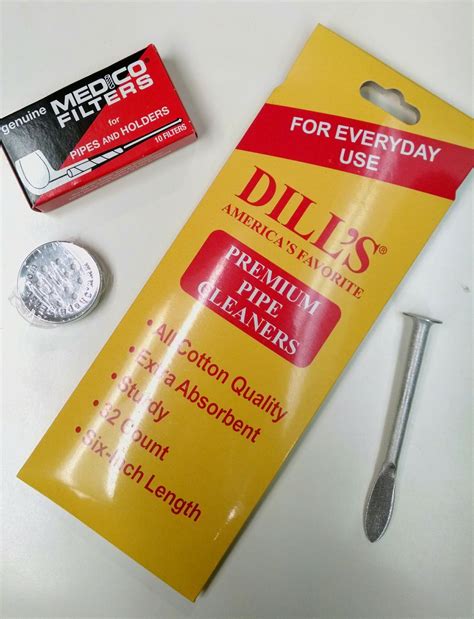 genuine
MEDICO®
FILTERS
for
PIPES AND HOLDERS
10 FILTERS
FOR EVERYDAY
USE
DILL'S®
AMERICA'S FAVORITE
PREMIUM
PIPE
CLEANERS
• All Cotton Quality
• Extra Absorbent
• Sturdy
• 32 Count
• Six-Inch Length